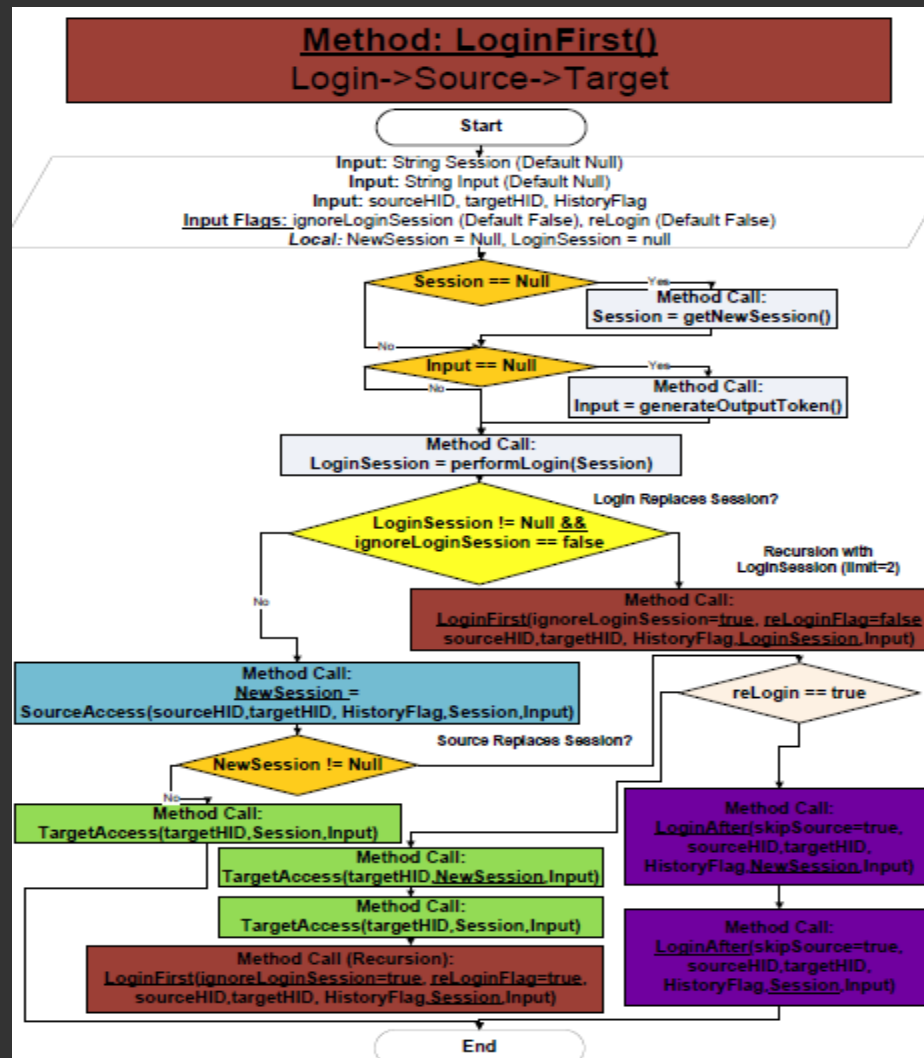 Method: LoginFirst()
Login->Source->Target
Start
Input: String Session (Default Null)
Input: String Input (Default Null)
Input: sourceHID, targetHID, HistoryFlag
Input Flags: ignoreLoginSession (Default False), reLogin (Default False)
Local: NewSession = Null, LoginSession = null
Session == Null
Yes
Method Call:
Session = getNewSession()
No
Input == Null
Yes
Method Call:
Input = generateOutputToken()
No
Method Call:
LoginSession = performLogin(Session)
Login Replaces Session?
LoginSession != Null &&
ignoreLoginSession == false
Recursion with
LoginSession (limit=2)
No
Method Call:
LoginFirst(ignoreLoginSession=true, reLoginFlag=false
sourceHID,targetHID, HistoryFlag,LoginSession,Input)
Method Call:
NewSession =
SourceAccess(sourceHID,targetHID, HistoryFlag,Session,Input)
reLogin == true
Source Replaces Session?
NewSession != Null
No
Method Call:
TargetAccess(targetHID,Session,Input)
Method Call:
LoginAfter(skipSource=true,
sourceHID,targetHID,
HistoryFlag,NewSession,Input)
Method Call:
TargetAccess(targetHID,NewSession,Input)
Method Call:
TargetAccess(targetHID,Session,Input)
Method Call (Recursion):
LoginFirst(ignoreLoginSession=true, reLoginFlag=true,
sourceHID,targetHID, HistoryFlag,Session,Input)
Method Call:
LoginAfter(skipSource=true,
sourceHID,targetHID,
HistoryFlag,Session,Input)
End